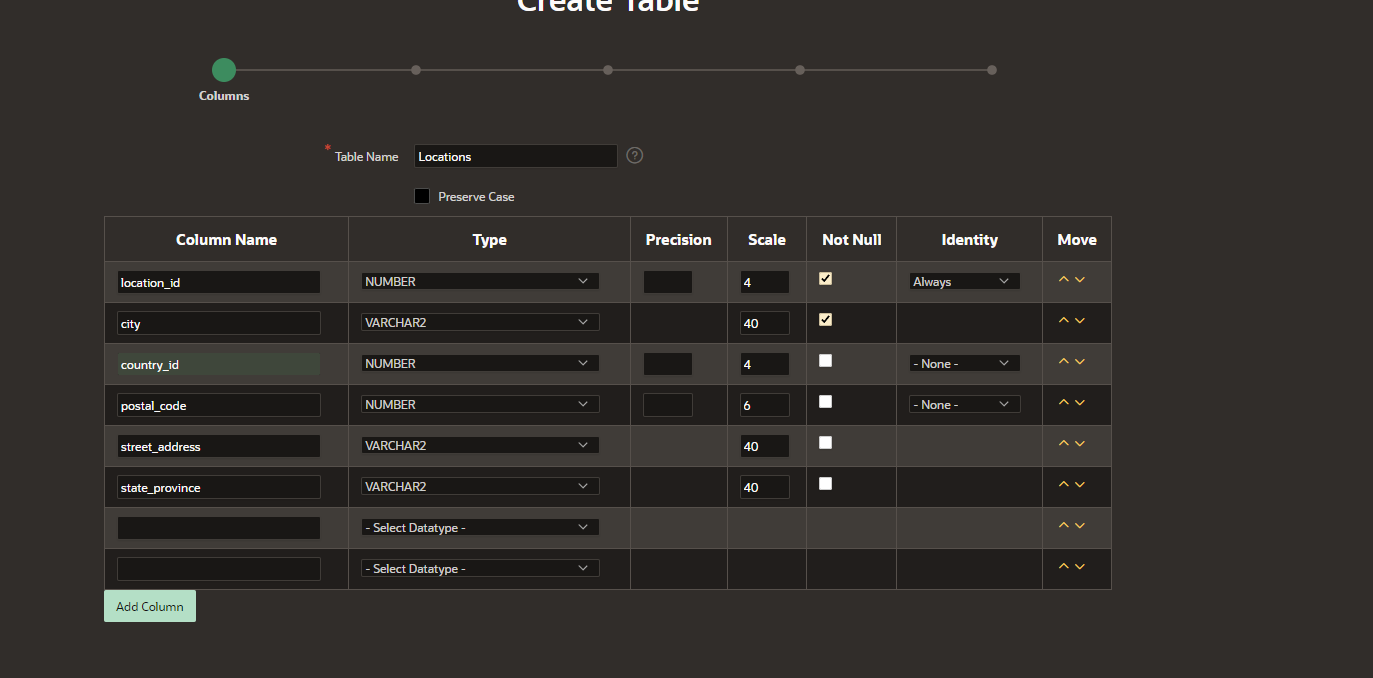 Create Table
Columns
* Table Name Locations ?
Preserve Case
Column Name Type Precision Scale Not Null Identity Move
location_id NUMBER 4 Always
city VARCHAR2 40
country_id NUMBER 4 - None -
postal_code NUMBER 6 - None -
street_address VARCHAR2 40
state_province VARCHAR2 40
- Select Datatype -
- Select Datatype -
Add Column